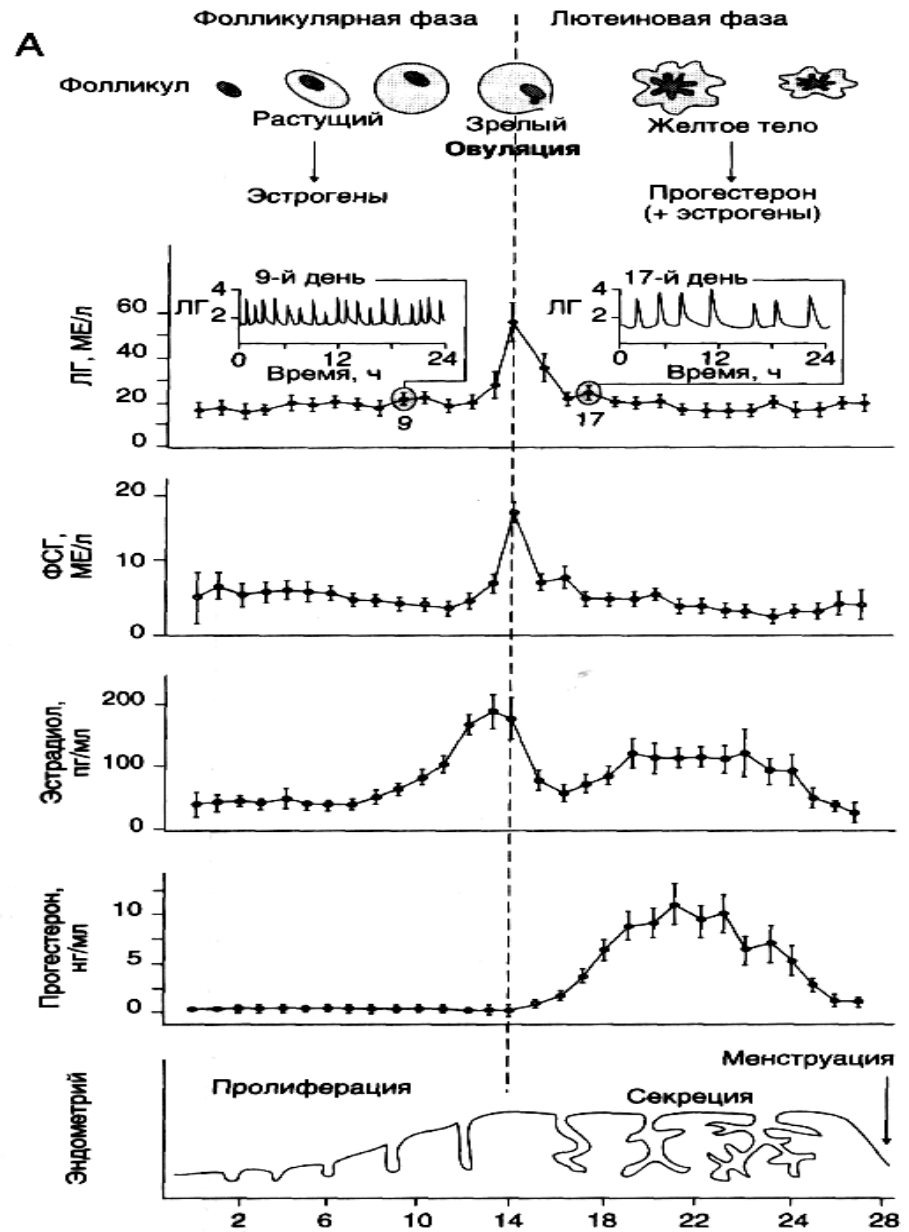 А
Фолликулярная фаза
Лютеиновая фаза
Фолликул
Растущий
Зрелый
Овуляция
Желтое тело
Эстрогены
Прогестерон
(+ эстрогены)
ЛГ, МЕ/л
60
40
20
0
9-й день
ЛГ
4
2
0
12
24
Время, ч
9
17-й день
ЛГ
4
2
0
12
24
Время, ч
17
ФСГ,
МЕ/л
20
10
0
Эстрадиол,
пг/мл
200
100
0
Прогестерон,
нг/мл
10
5
0
Эндометрий
Пролиферация
Секреция
Менструация
2
6
10
14
18
22
24
28